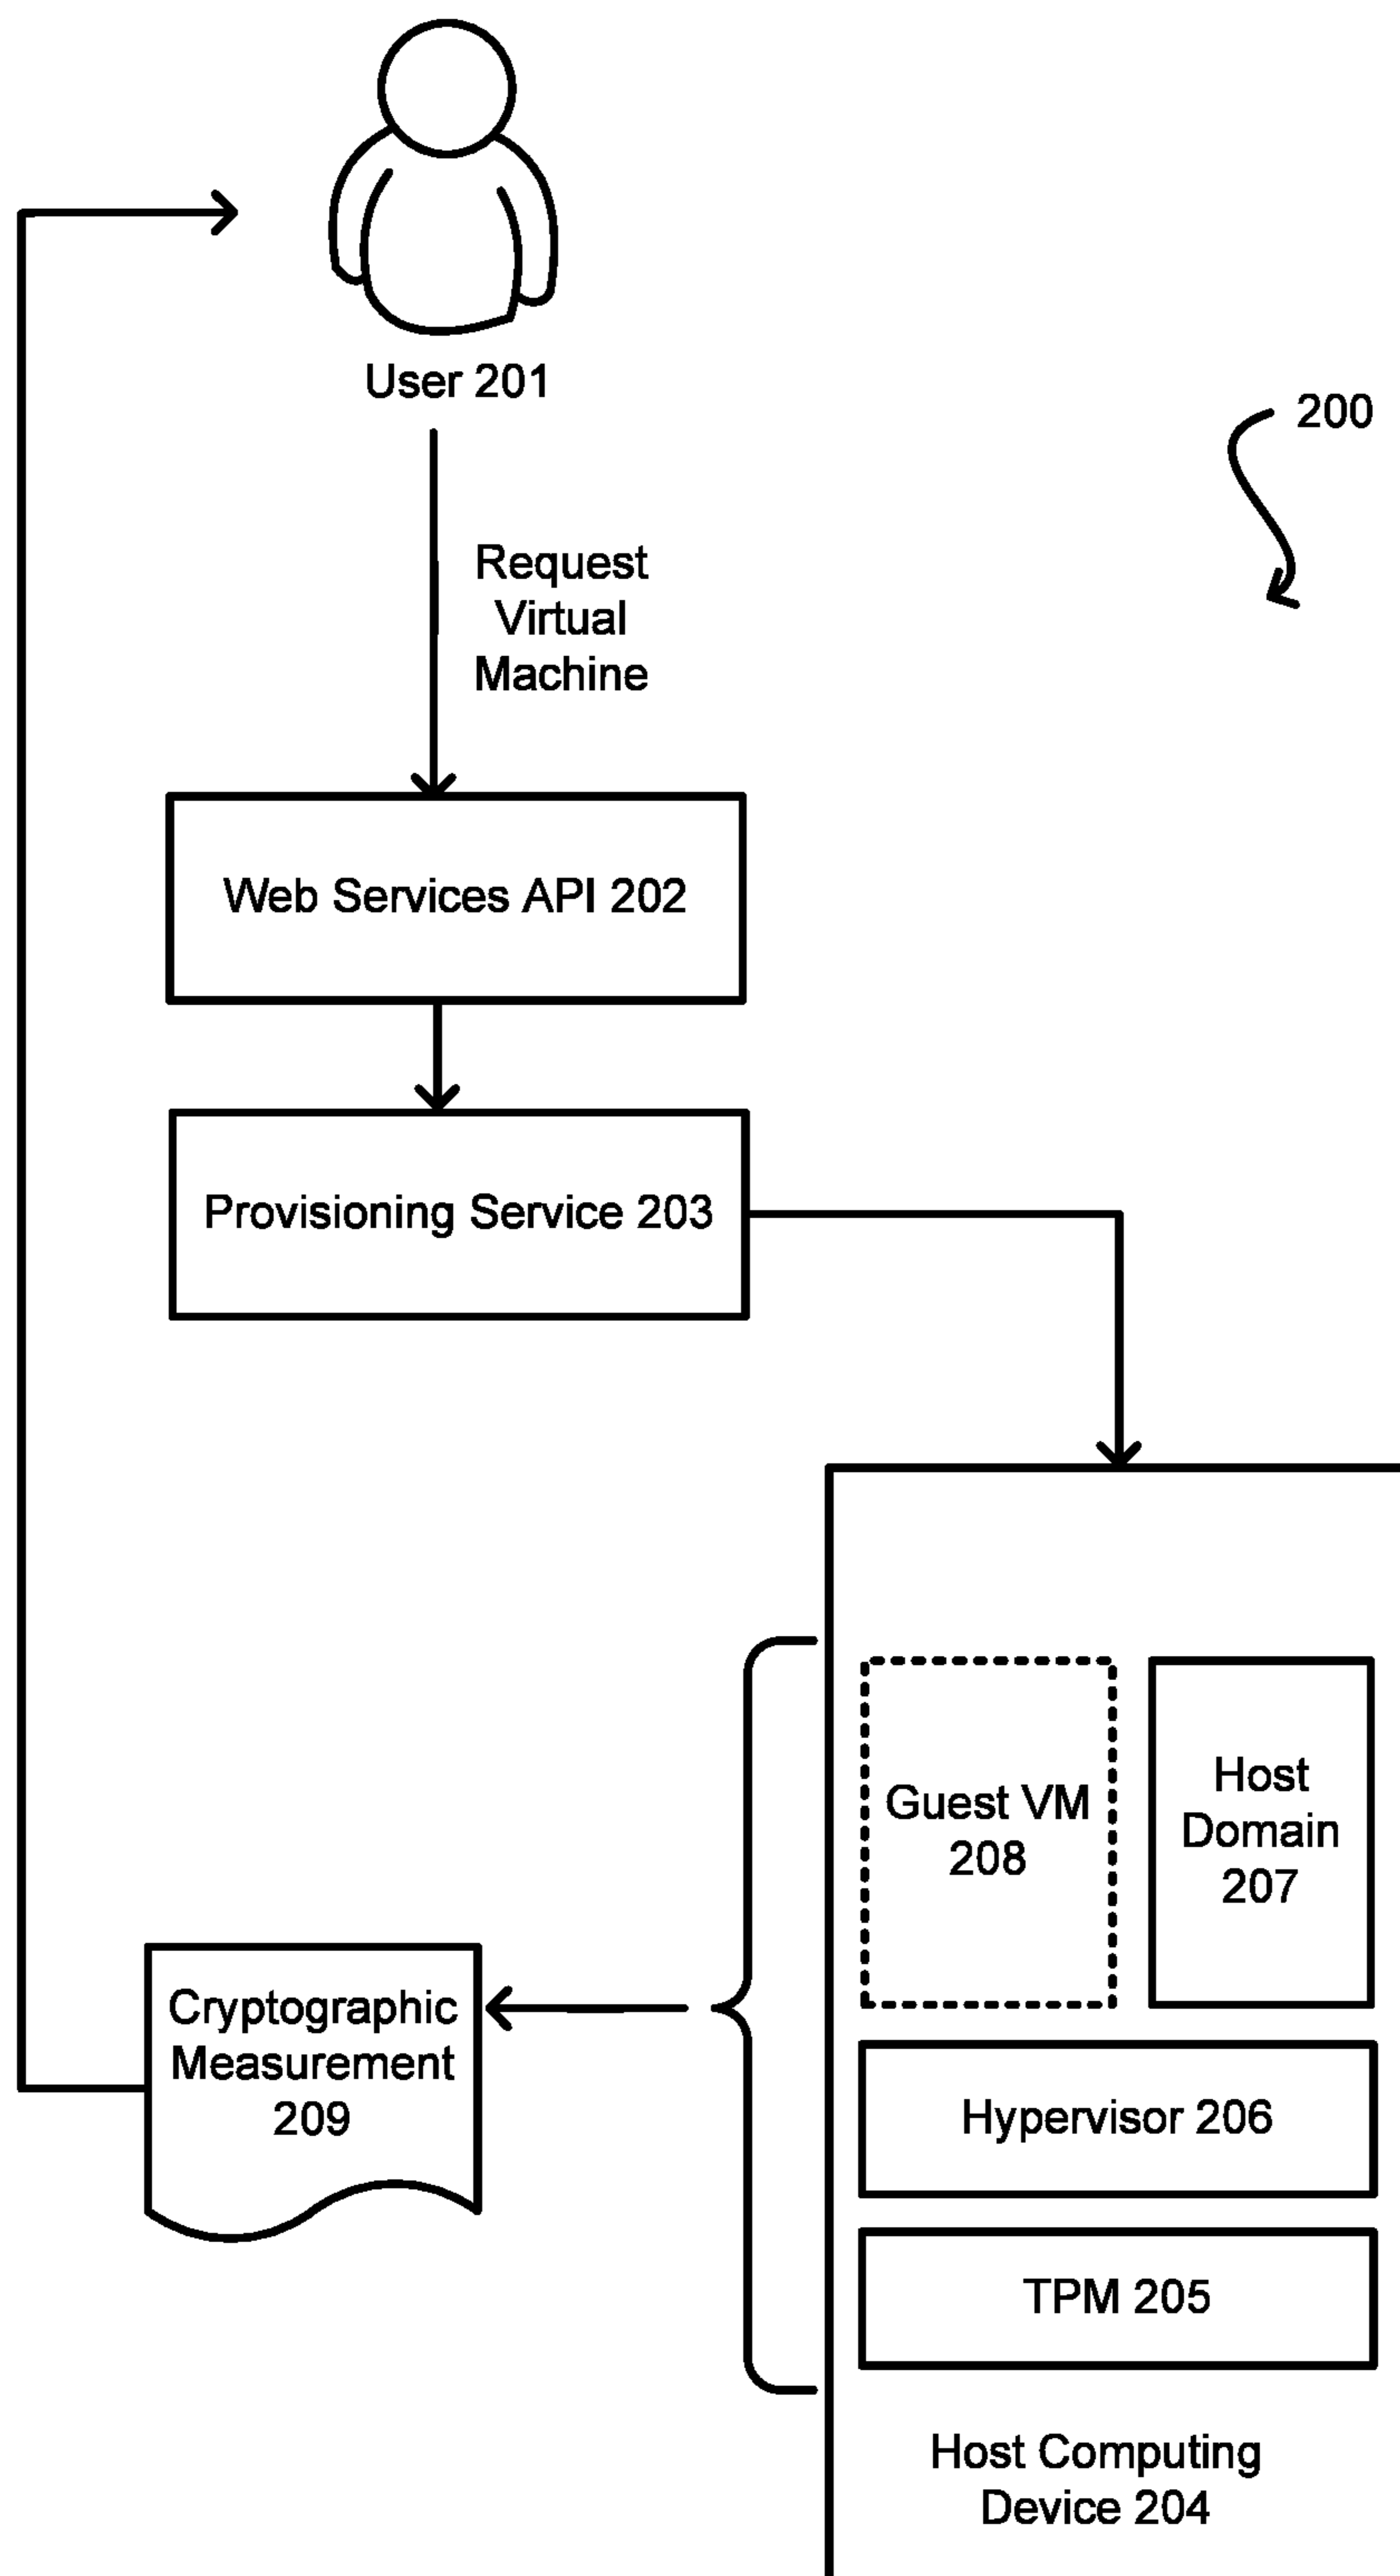 User 201
200
Request
Virtual
Machine
Web Services API 202
Provisioning Service 203
Guest VM
208
Host
Domain
207
Cryptographic
Measurement
209
Hypervisor 206
TPM 205
Host Computing
Device 204